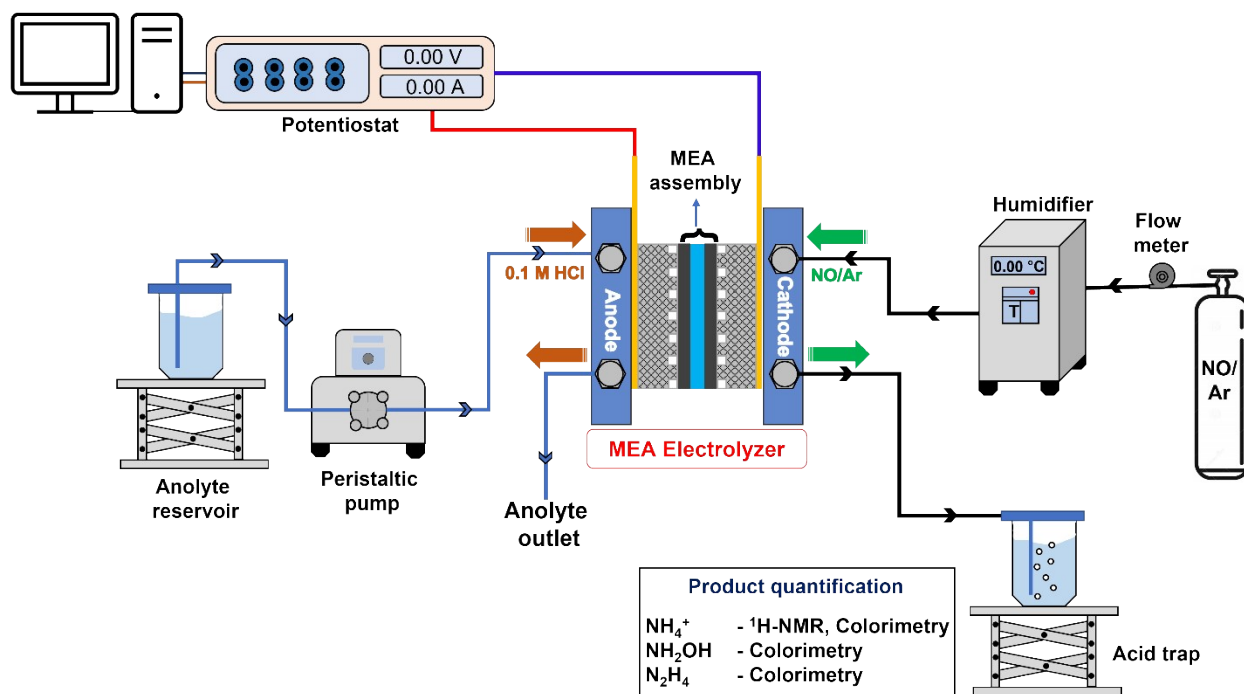 0.00 V
0.00 A
Potentiostat
MEA
assembly
Humidifier
Flow
meter
0.00 °C
T
0.1 M HCl
NO/Ar
Anode
Cathode
NO/
Ar
MEA Electrolyzer
Peristaltic
pump
Anolyte
reservoir
Anolyte
outlet
Product quantification
NH₄⁺ - ¹H-NMR, Colorimetry
NH₂OH - Colorimetry
N₂H₄ - Colorimetry
Acid trap